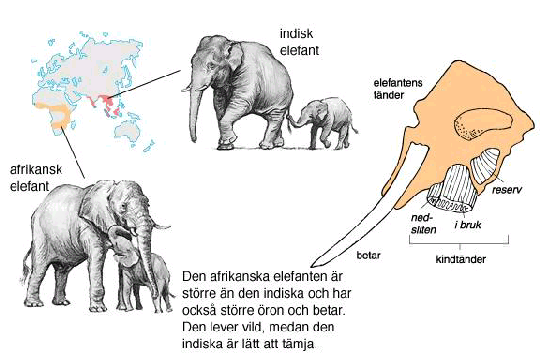 indisk
elefant
afrikansk
elefant
elefantens
tänder
reserv
ned-
sliten
i bruk
betar
kindtänder
Den afrikanska elefanten är
större än den indiska och har
också större öron och betar.
Den lever vild, medan den
indiska är lätt att tämja.